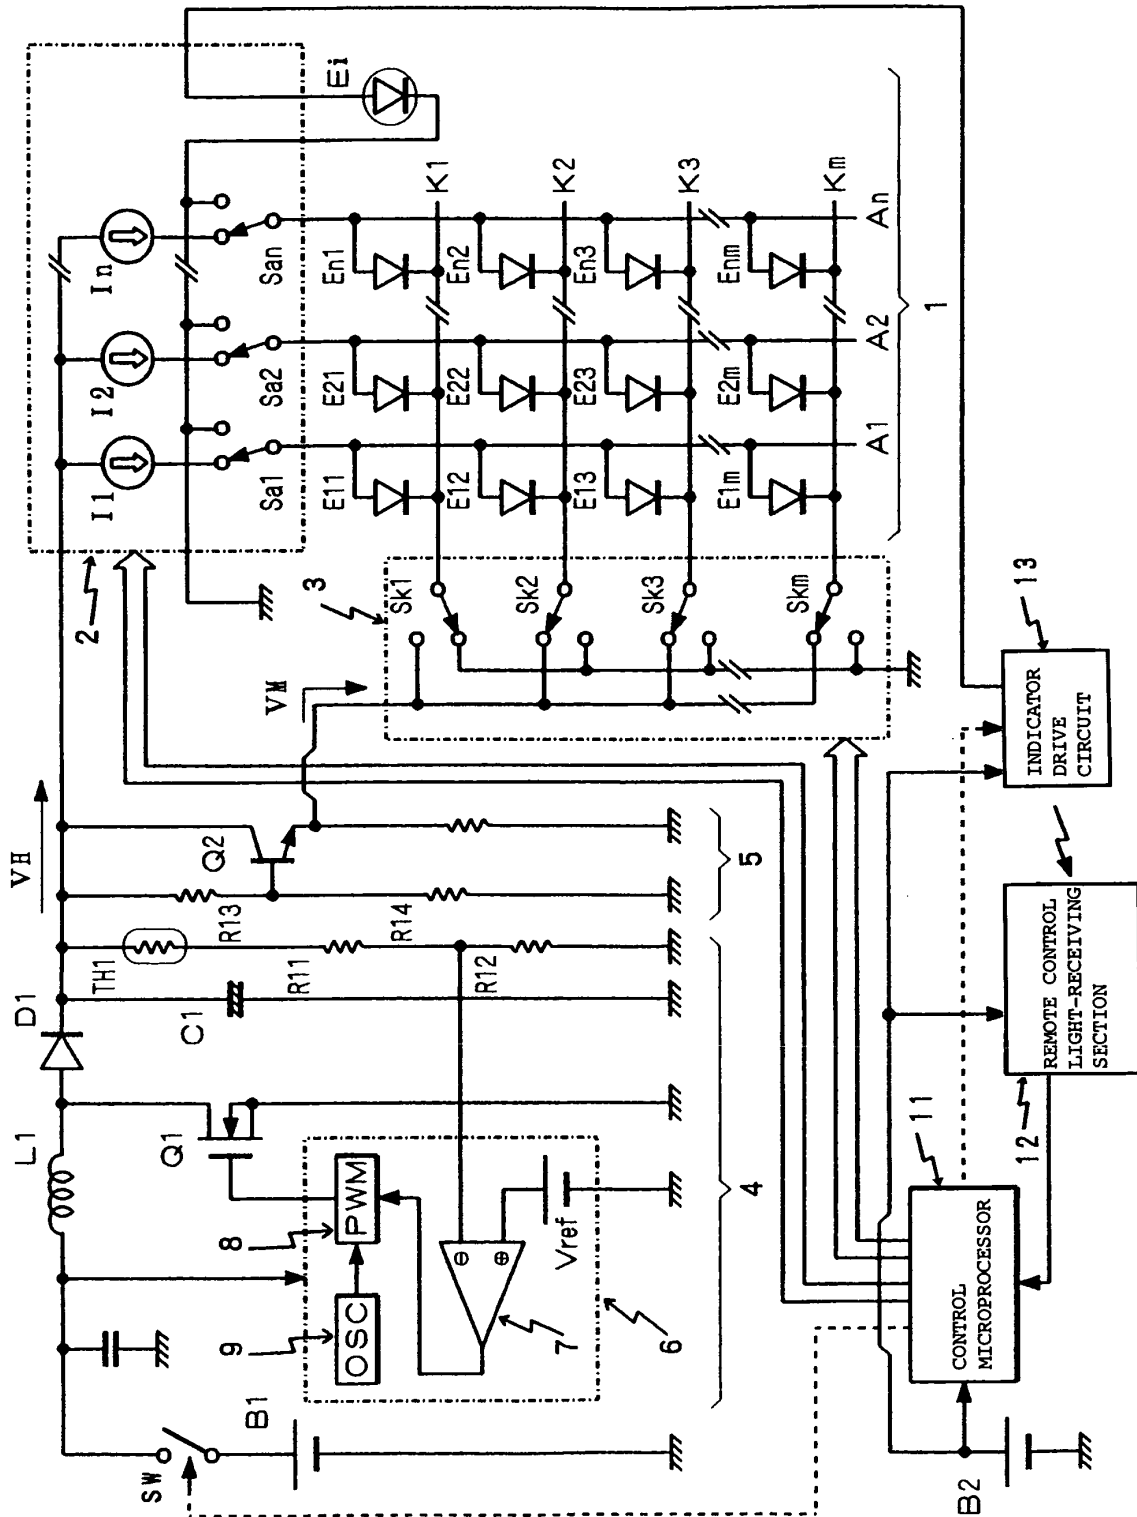 VH
L1
D1
2
I1
I2
In
Sa1
Sa2
San
Ei
SW
B1
9
OSC
8
PWM
Q1
7
Vref
6
C1
TH1
R11
R12
R13
R14
Q2
4
5
VM
3
Sk1
Sk2
Sk3
Skm
E11
E21
En1
K1
E12
E22
En2
K2
E13
E23
En3
K3
E1m
E2m
Enm
Km
A1
A2
An
1
B2
11
CONTROL
MICROPROCESSOR
12
REMOTE CONTROL
LIGHT-RECEIVING
SECTION
13
INDICATOR
DRIVE
CIRCUIT